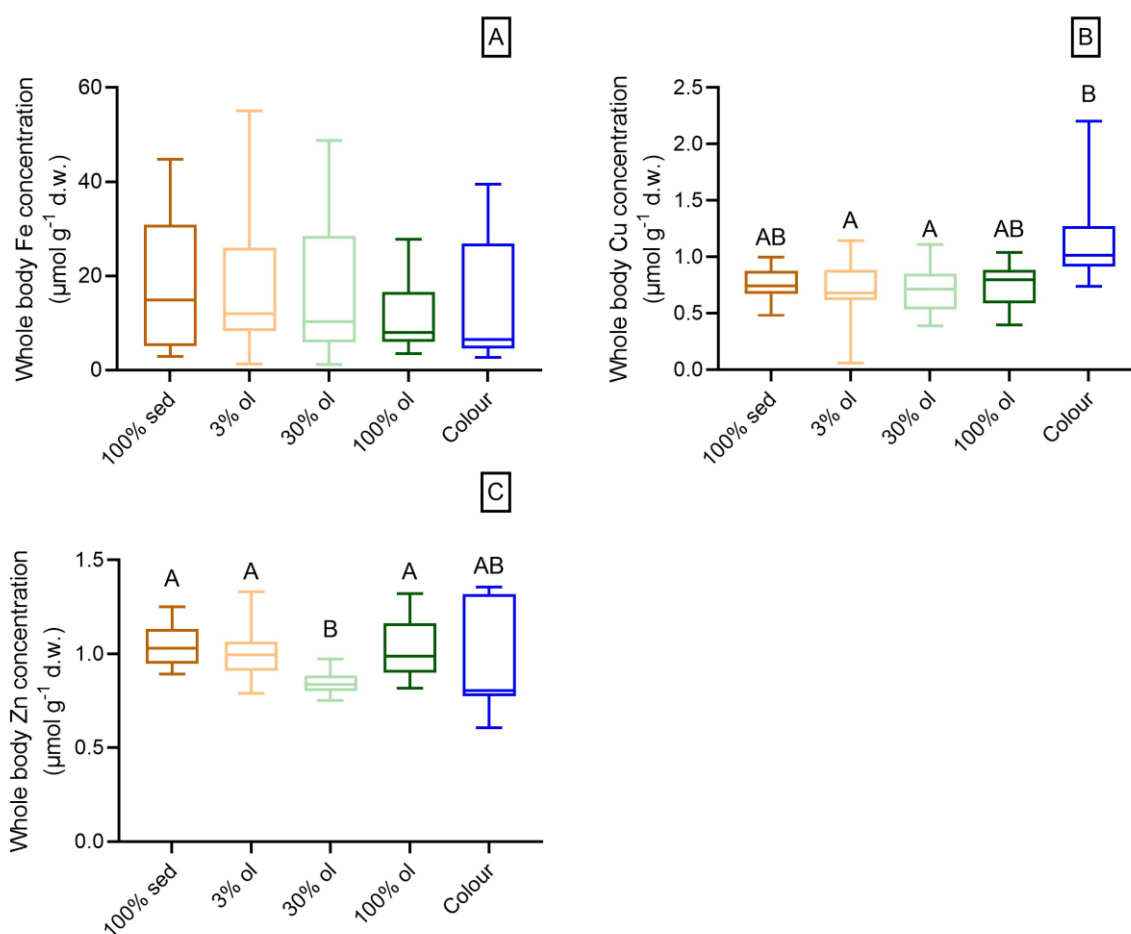 A
Whole body Fe concentration
(µmol g⁻¹ d.w.)
60
40
20
0
100% sed
3% ol
30% ol
100% ol
Colour
B
Whole body Cu concentration
(µmol g⁻¹ d.w.)
2.5
2.0
1.5
1.0
0.5
0.0
AB
A
A
AB
B
100% sed
3% ol
30% ol
100% ol
Colour
C
Whole body Zn concentration
(µmol g⁻¹ d.w.)
1.5
1.0
0.5
0.0
A
A
B
A
AB
100% sed
3% ol
30% ol
100% ol
Colour